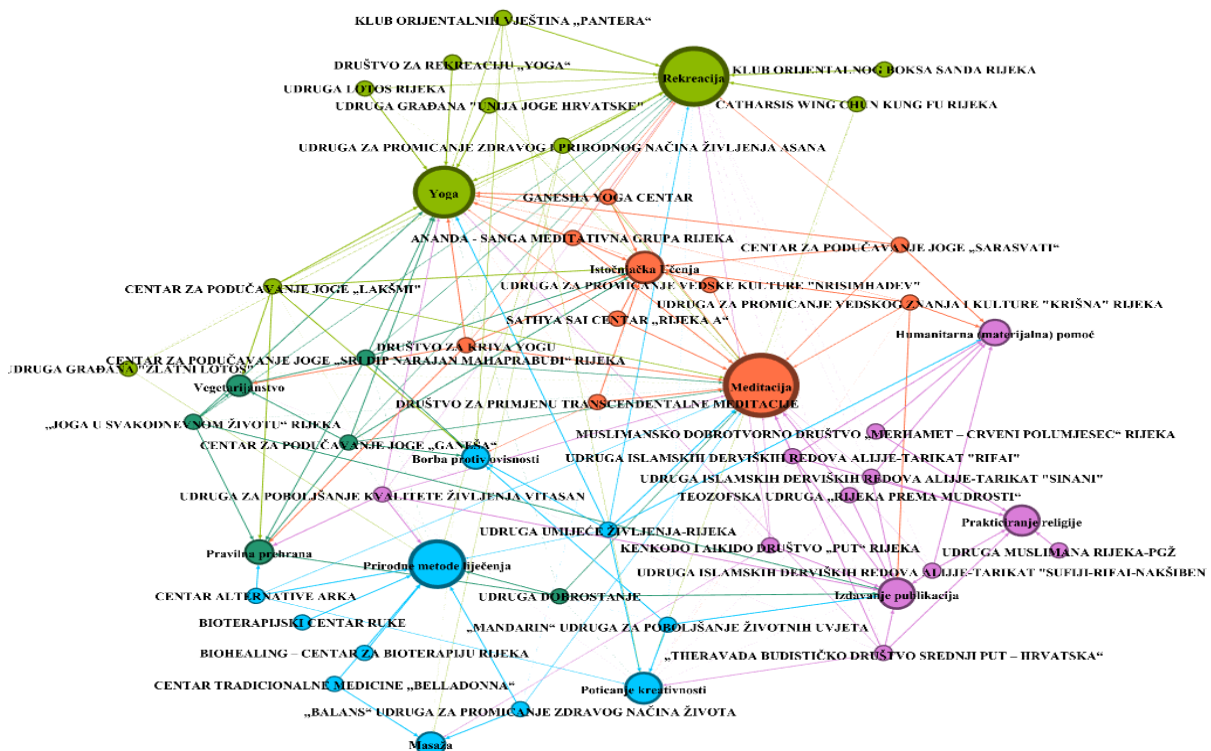 KLUB ORIJENTALNIH VJEŠTINA „PANTERA“
DRUŠTVO ZA REKREACIJU „YOGA“
Rekreacija
KLUB ORIJENTALNOG BOKSA SANDA RIJEKA
UDRUGA LOTOS RIJEKA
UDRUGA GRAĐANA "UNIJA JOGE HRVATSKE"
CATHARSIS WING CHUN KUNG FU RIJEKA
UDRUGA ZA PROMICANJE ZDRAVOG I PRIRODNOG NAČINA ŽIVLJENJA ASANA
Yoga
GANESHA YOGA CENTAR
ANANDA - SANGA MEDITATIVNA GRUPA RIJEKA
CENTAR ZA PODUČAVANJE JOGE „SARASVATI“
Istočnjačka Učenja
CENTAR ZA PODUČAVANJE JOGE „LAKŠMI“
UDRUGA ZA PROMICANJE VEDSKE KULTURE "NRISIMHADEV"
UDRUGA ZA PROMICANJE VEDSKOG ZNANJA I KULTURE "KRIŠNA" RIJEKA
SATHYA SAI CENTAR „RIJEKA A“
Humanitarna (materijalna) pomoć
DRUŠTVO ZA KRIYA YOGU
CENTAR ZA PODUČAVANJE JOGE „SRI DIP NARAJAN MAHAPRABUĐI“ RIJEKA
UDRUGA GRAĐANA "ZLATNI LOTOS"
Vegetarijanstvo
Meditacija
DRUŠTVO ZA PRIMJENU TRANSCENDENTALNE MEDITACIJE
„JOGA U SVAKODNEVNOM ŽIVOTU“ RIJEKA
MUSLIMANSKO DOBROTVORNO DRUŠTVO „MERHAMET – CRVENI POLUMJESEC“ RIJEKA
CENTAR ZA PODUČAVANJE JOGE „GANEŠA“
Borba protiv ovisnosti
UDRUGA ISLAMSKIH DERVIŠKIH REDOVA ALIJJE-TARIKAT "RIFAI"
UDRUGA ISLAMSKIH DERVIŠKIH REDOVA ALIJJE-TARIKAT "SINANI"
UDRUGA ZA POBOLJŠANJE KVALITETE ŽIVLJENJA VITASAN
TEOZOFSKA UDRUGA „RIJEKA PREMA MUDROSTI“
Prakticiranje religije
UDRUGA UMIJEĆE ŽIVLJENJA-RIJEKA
KENKODO I AIKIDO DRUŠTVO „PUT“ RIJEKA
UDRUGA MUSLIMANA RIJEKA-PGŽ
Pravilna prehrana
Prirodne metode liječenja
UDRUGA ISLAMSKIH DERVIŠKIH REDOVA ALIJJE-TARIKAT "SUFIJI-RIFAI-NAKŠIBEN
CENTAR ALTERNATIVE ARKA
UDRUGA DOBROSTANJE
Izdavanje publikacija
BIOTERAPIJSKI CENTAR RUKE
„MANDARIN“ UDRUGA ZA POBOLJŠANJE ŽIVOTNIH UVJETA
BIOHEALING – CENTAR ZA BIOTERAPIJU RIJEKA
„THERAVADA BUDISTIČKO DRUŠTVO SREDNJI PUT – HRVATSKA“
CENTAR TRADICIONALNE MEDICINE „BELLADONNA“
Poticanje kreativnosti
„BALANS“ UDRUGA ZA PROMICANJE ZDRAVOG NAČINA ŽIVOTA
Masaža